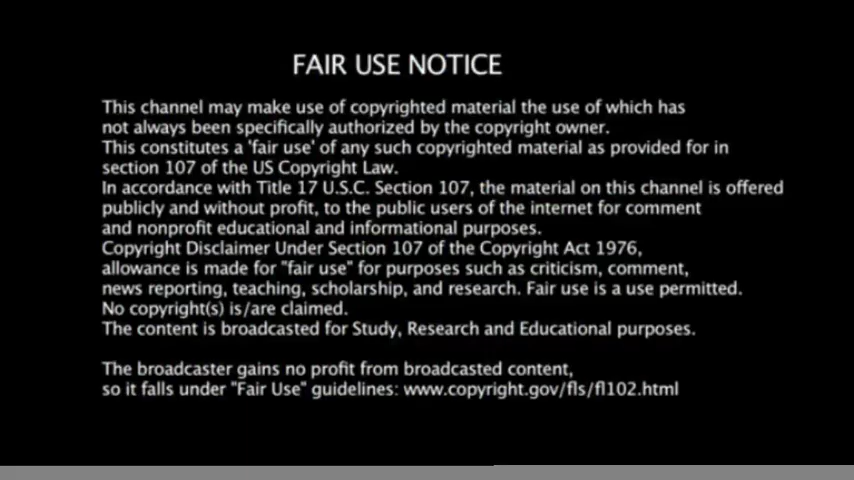 FAIR USE NOTICE
This channel may make use of copyrighted material the use of which has
not always been specifically authorized by the copyright owner.
This constitutes a 'fair use' of any such copyrighted material as provided for in
section 107 of the US Copyright Law.
In accordance with Title 17 U.S.C. Section 107, the material on this channel is offered
publicly and without profit, to the public users of the internet for comment
and nonprofit educational and informational purposes.
Copyright Disclaimer Under Section 107 of the Copyright Act 1976,
allowance is made for "fair use" for purposes such as criticism, comment,
news reporting, teaching, scholarship, and research. Fair use is a use permitted.
No copyright(s) is/are claimed.
The content is broadcasted for Study, Research and Educational purposes.
The broadcaster gains no profit from broadcasted content,
so it falls under "Fair Use" guidelines: www.copyright.gov/fls/fl102.html